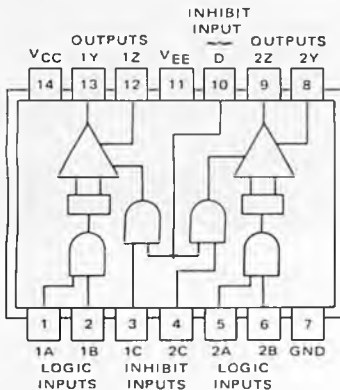 INHIBIT
OUTPUTS INPUT OUTPUTS
VCC 1Y 1Z VEE D 2Z 2Y
14 13 12 11 10 9 8
1 2 3 4 5 6 7
1A 1B 1C 2C 2A 2B GND
LOGIC INHIBIT LOGIC
INPUTS INPUTS INPUTS